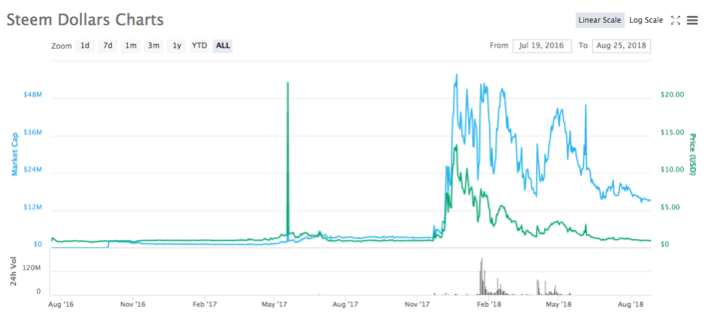 Steem Dollars Charts
Linear Scale Log Scale
Zoom 1d 7d 1m 3m 1y YTD ALL
From Jul 19, 2016 To Aug 25, 2018
Market Cap
$48M
$36M
$24M
$12M
$0
$20.00
$15.00
$10.00
$5.00
$0
Price (USD)
24h Vol
120M
0
Aug '16 Nov '16 Feb '17 May '17 Aug '17 Nov '17 Feb '18 May '18 Aug '18